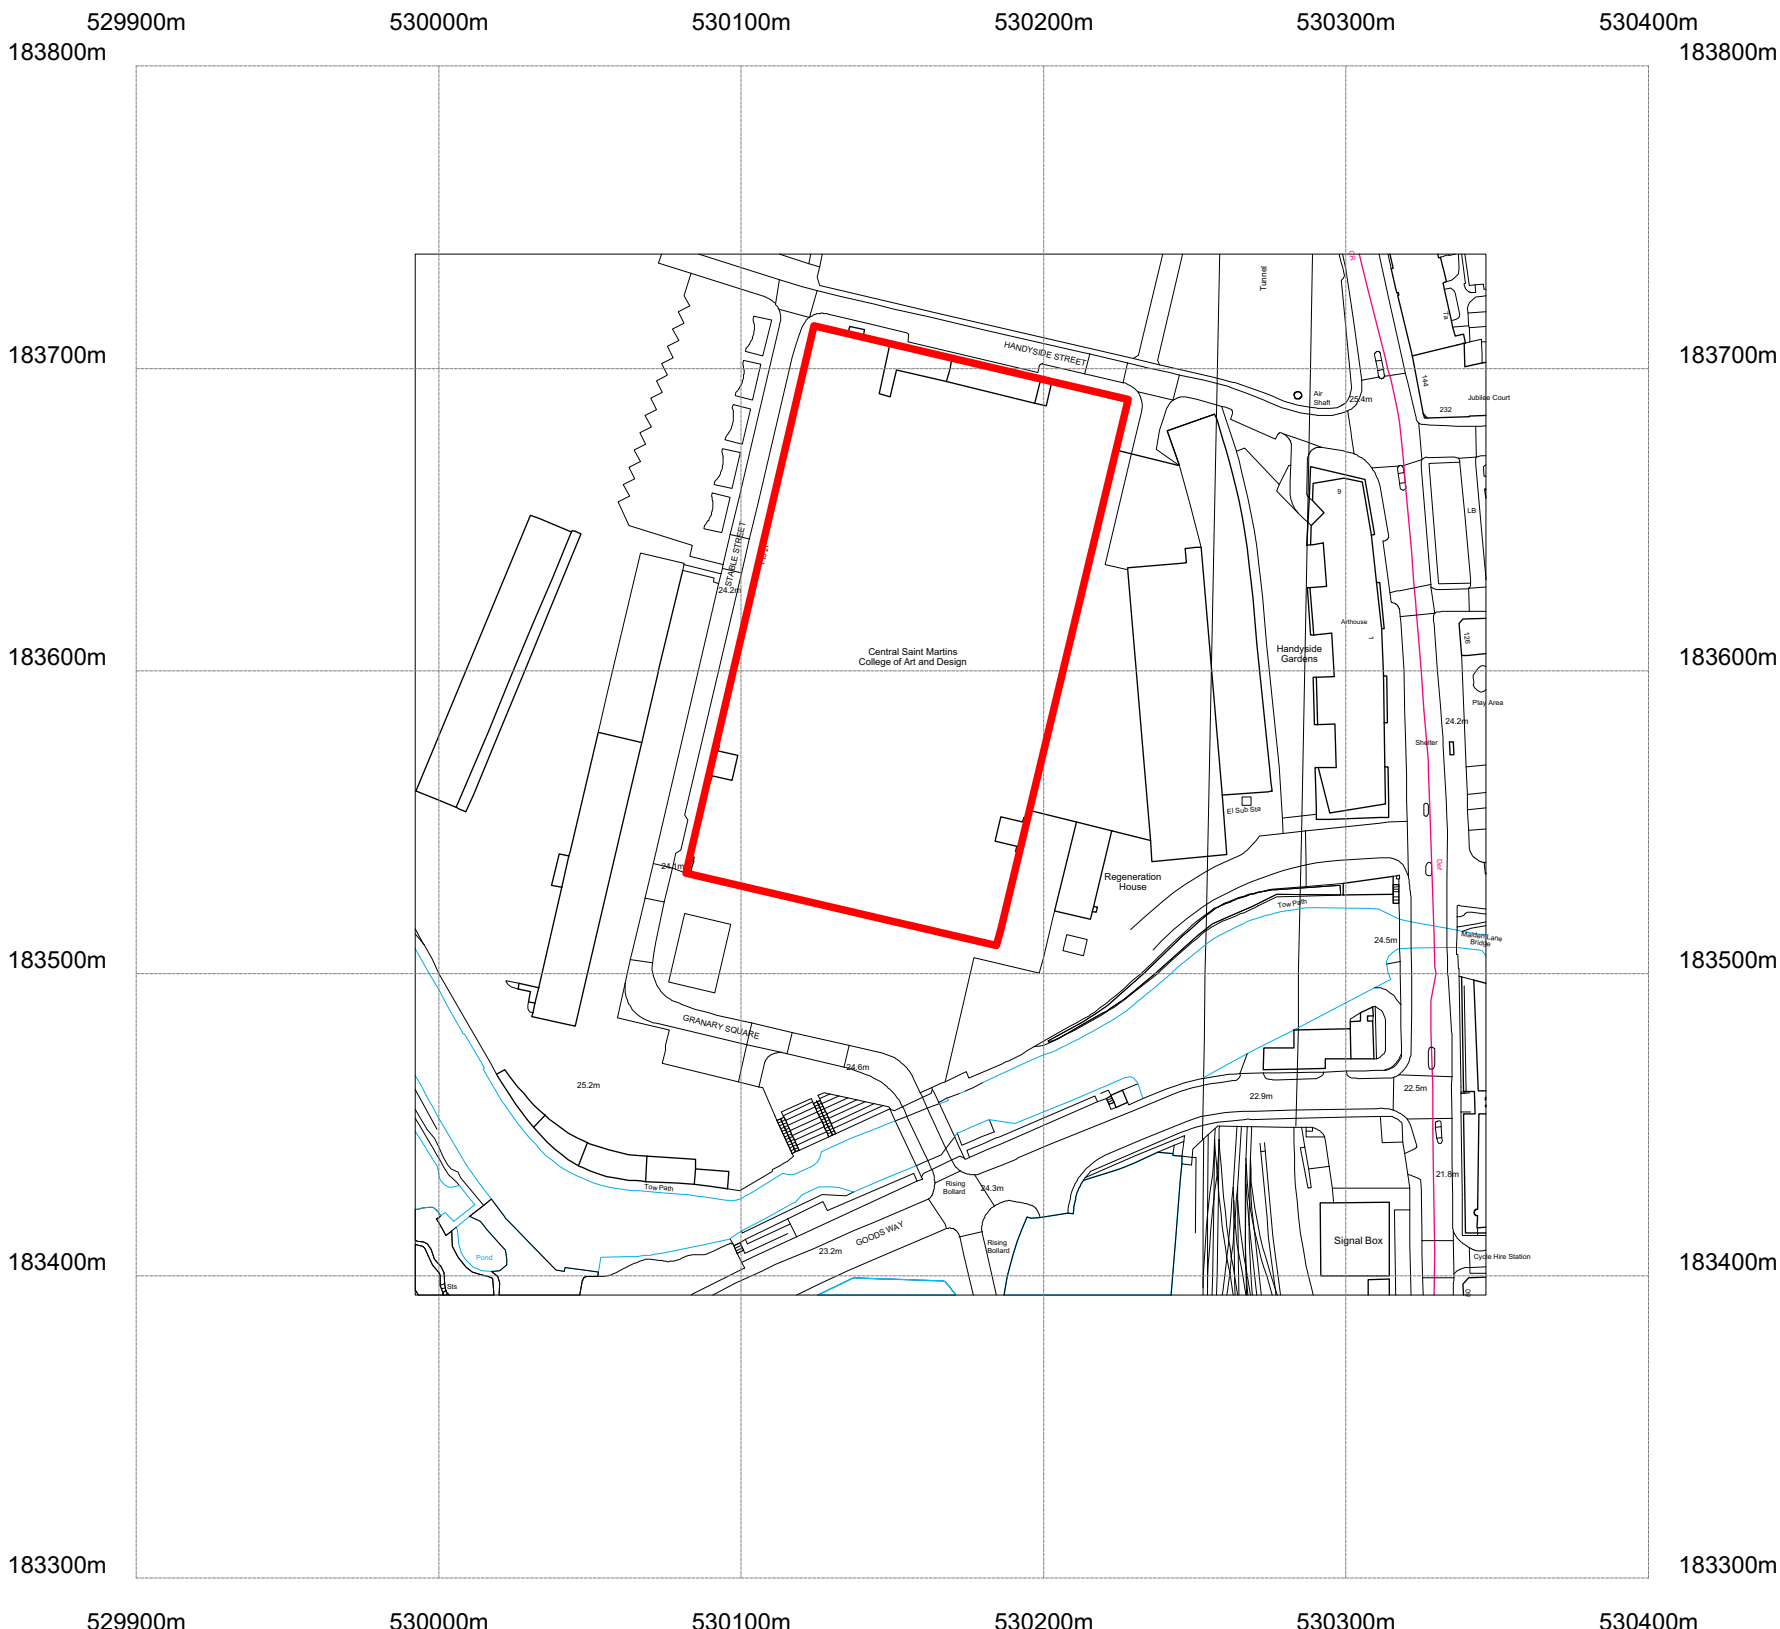 529900m 530000m 530100m 530200m 530300m 530400m
183800m 183800m
CR
Tunnel
HANDYSIDE STREET
183700m 183700m
144
Air
Shaft
25.4m
Jubilee Court
232
9
LB
STABLE STREET
24.2m
Arthouse
1
126
Central Saint Martins
College of Art and Design
Handyside
Gardens
183600m 183600m
Play Area
24.2m
Shelter
El Sub Sta
24.1m
Def
Regeneration
House
Tow Path
24.5m
Maiden Lane
Bridge
183500m 183500m
GRANARY SQUARE
24.6m
25.2m
22.5m
22.9m
21.8m
Tow Path
Rising
Bollard
24.3m
GOODS WAY
Rising
Bollard
23.2m
Signal Box
Pond
Cycle Hire Station
183400m 183400m
Sts
183300m 183300m
529900m 530000m 530100m 530200m 530300m 530400m